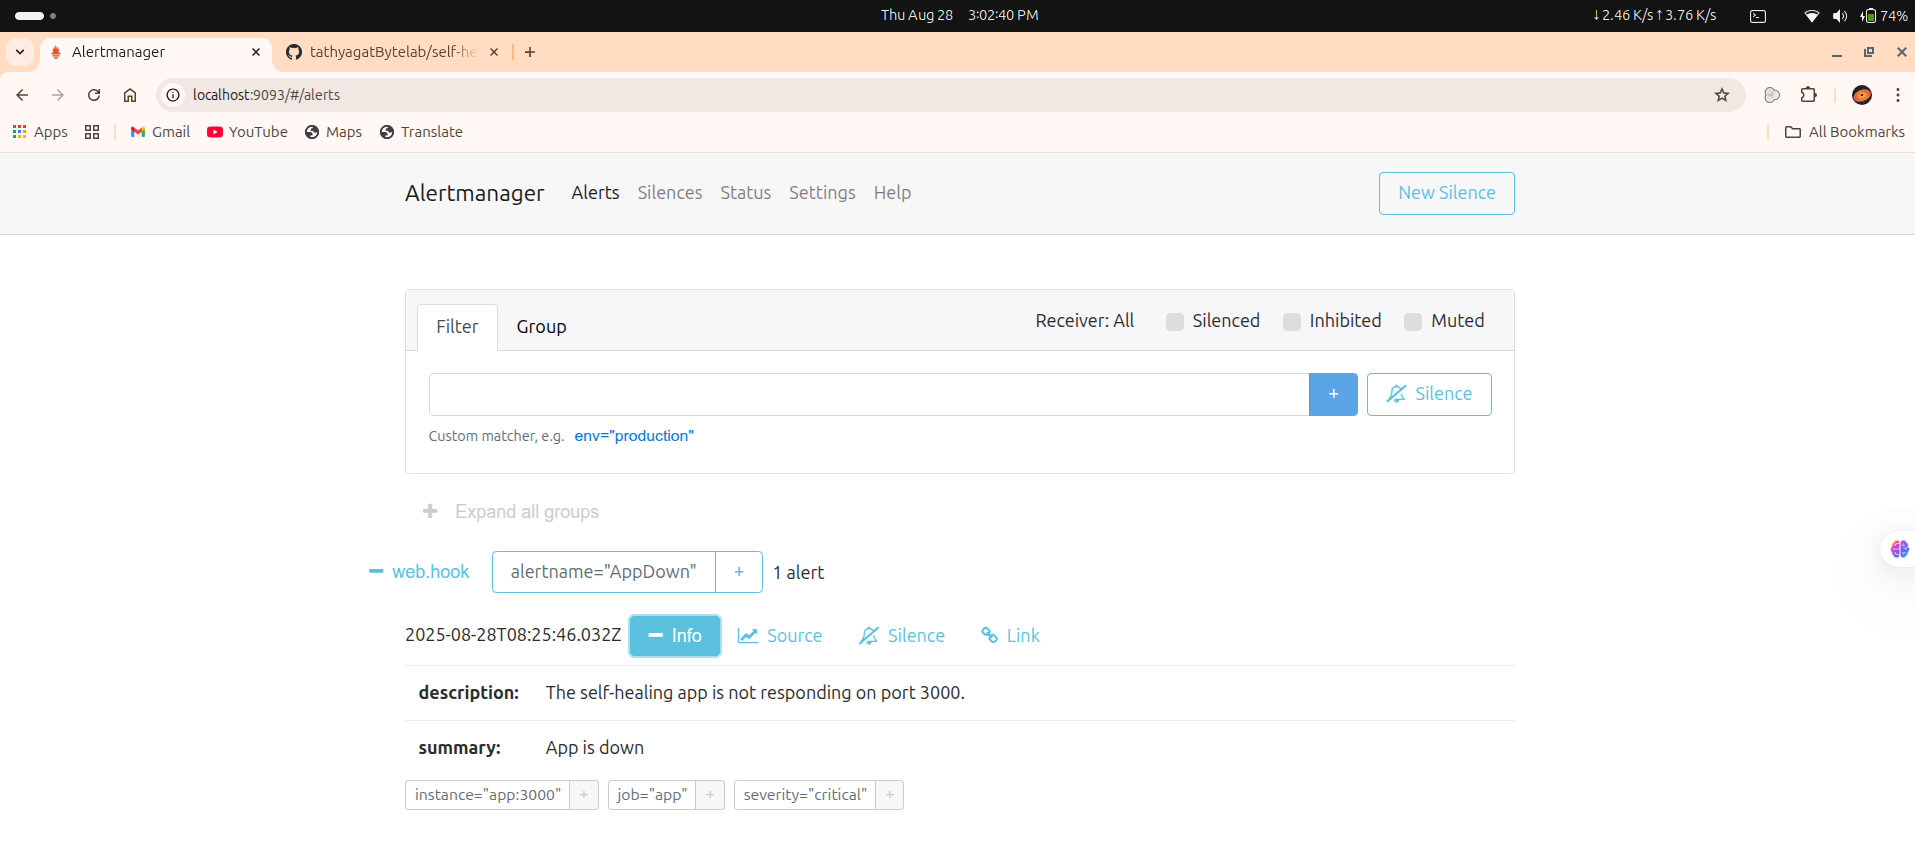 Thu Aug 28 3:02:40 PM ↓2.46 K/s↑3.76 K/s 74%
Alertmanager tathyagatBytelab/self-he
localhost:9093/#/alerts
Apps Gmail YouTube Maps Translate All Bookmarks
Alertmanager Alerts Silences Status Settings Help New Silence
Filter Group Receiver: All Silenced Inhibited Muted
+ Silence
Custom matcher, e.g. env="production"
+ Expand all groups
− web.hook alertname="AppDown" + 1 alert
2025-08-28T08:25:46.032Z − Info Source Silence Link
description: The self-healing app is not responding on port 3000.
summary: App is down
instance="app:3000" + job="app" + severity="critical" +